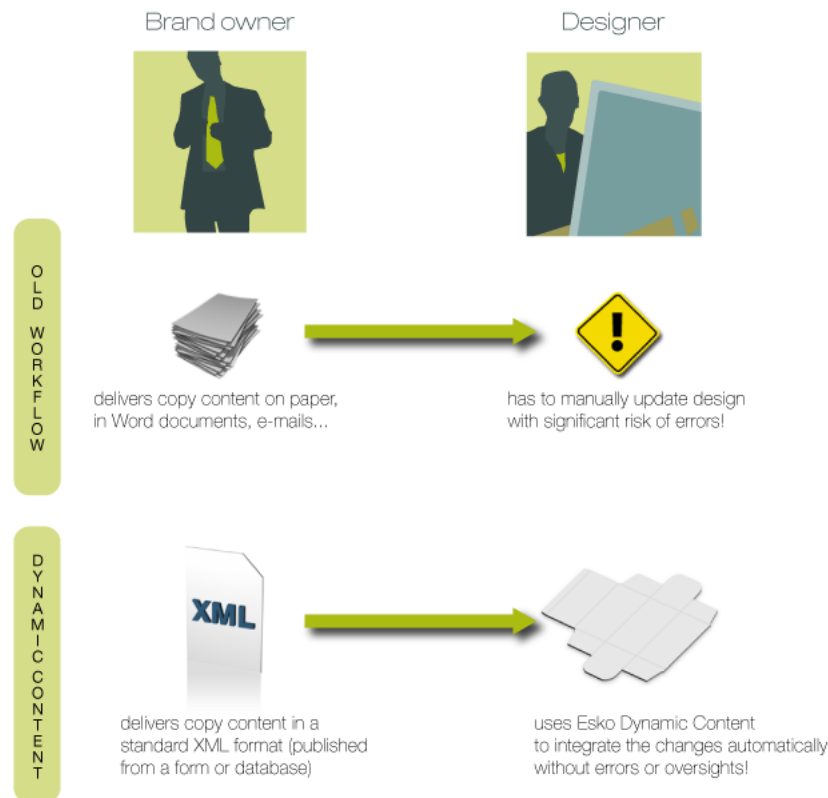 Brand owner
Designer
OLD WORKFLOW
delivers copy content on paper,
in Word documents, e-mails...
has to manually update design
with significant risk of errors!
DYNAMIC CONTENT
XML
delivers copy content in a
standard XML format (published
from a form or database)
uses Esko Dynamic Content
to integrate the changes automatically
without errors or oversights!